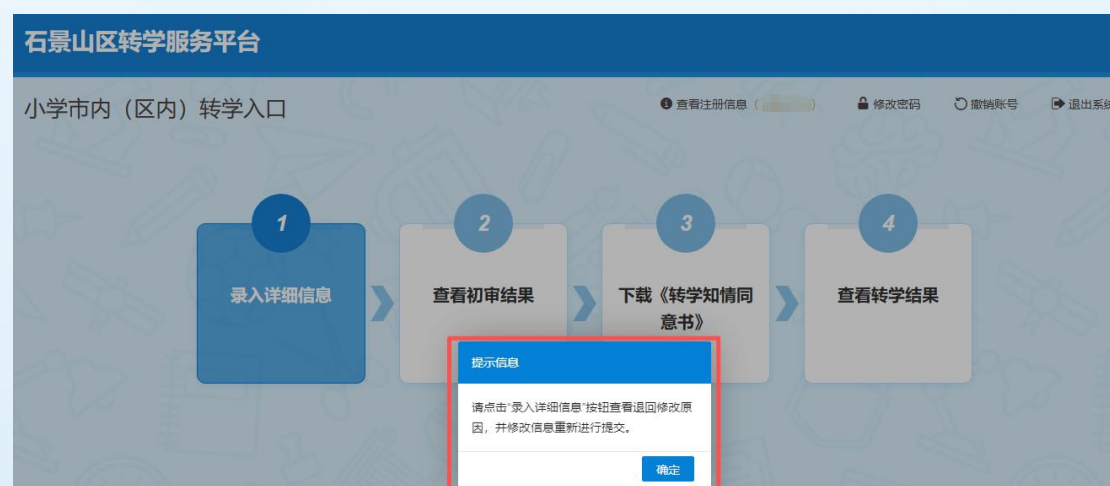 石景山区转学服务平台
小学市内（区内）转学入口
查看注册信息（ ）
修改密码
撤销账号
退出系统
1
2
3
4
录入详细信息
查看初审结果
下载《转学知情同
意书》
查看转学结果
提示信息
请点击"录入详细信息"按钮查看退回修改原
因，并修改信息重新进行提交。
确定